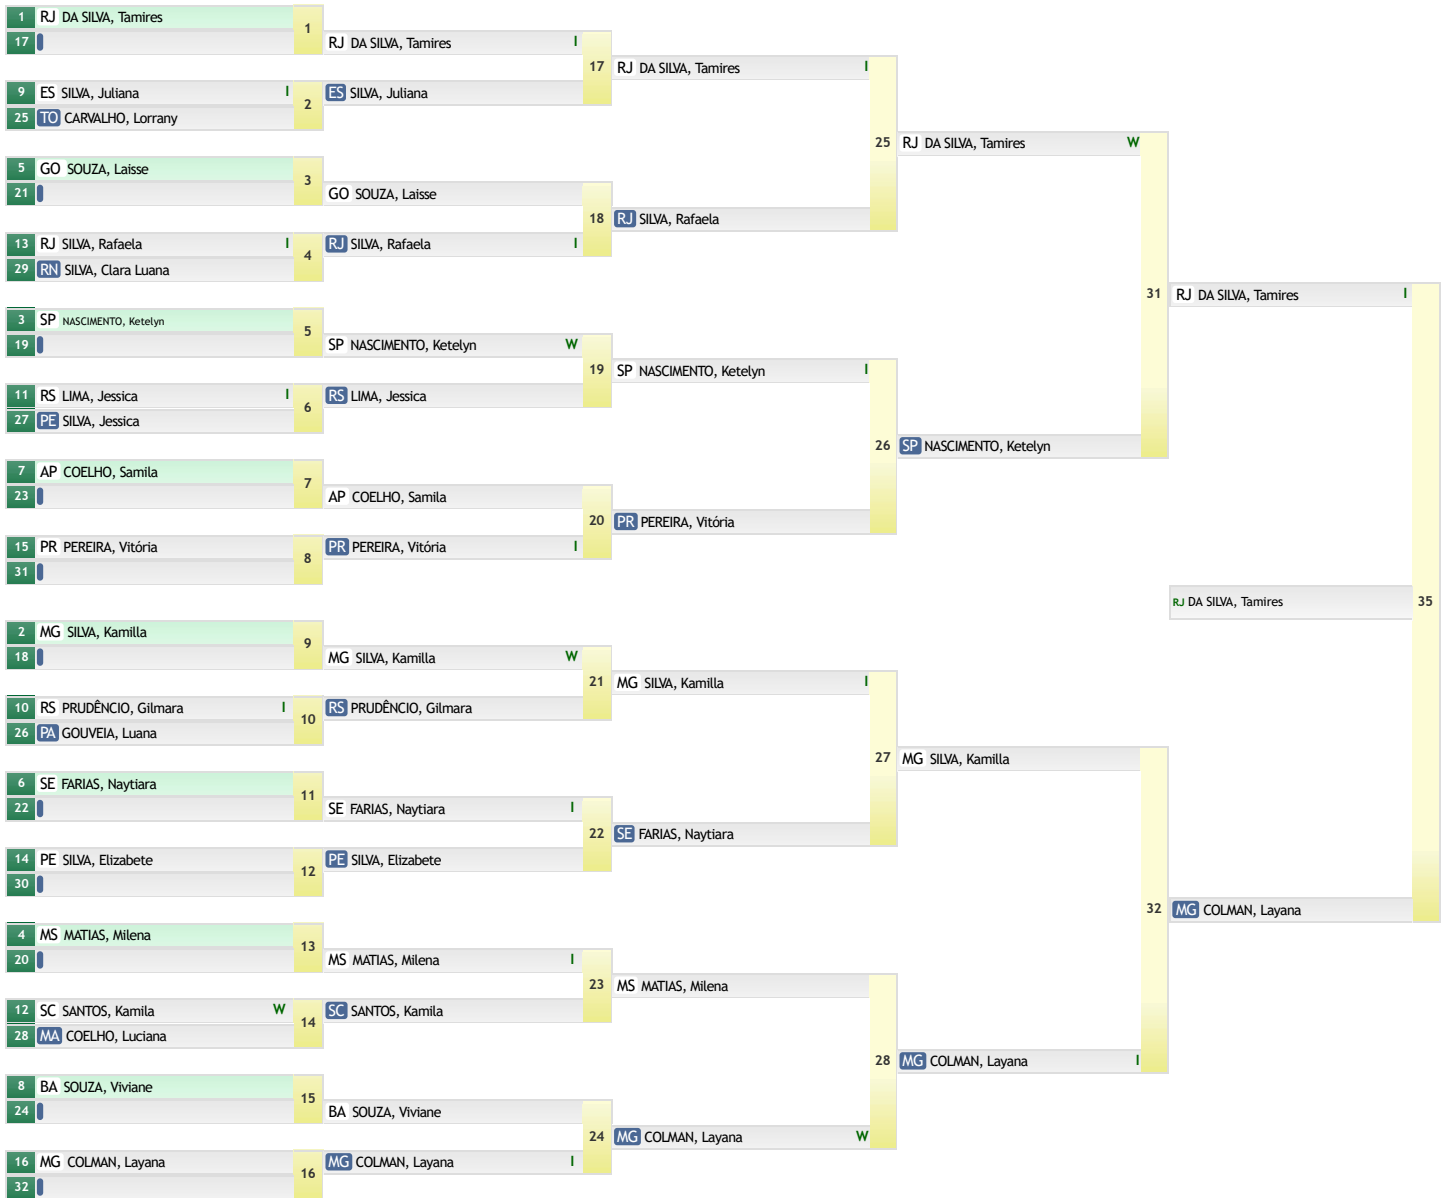 1 RJ DA SILVA, Tamires
17
1
RJ DA SILVA, Tamires I
9 ES SILVA, Juliana I
25 TO CARVALHO, Lorrany
2
ES SILVA, Juliana
17
RJ DA SILVA, Tamires I
5 GO SOUZA, Laisse
21
3
GO SOUZA, Laisse
13 RJ SILVA, Rafaela I
29 RN SILVA, Clara Luana
4
RJ SILVA, Rafaela I
18
RJ SILVA, Rafaela
25
RJ DA SILVA, Tamires W
3 SP NASCIMENTO, Ketelyn
19
5
SP NASCIMENTO, Ketelyn W
11 RS LIMA, Jessica I
27 PE SILVA, Jessica
6
RS LIMA, Jessica
19
SP NASCIMENTO, Ketelyn I
7 AP COELHO, Samila
23
7
AP COELHO, Samila
15 PR PEREIRA, Vitória
31
8
PR PEREIRA, Vitória I
20
PR PEREIRA, Vitória
26
SP NASCIMENTO, Ketelyn
31
RJ DA SILVA, Tamires I
2 MG SILVA, Kamilla
18
9
MG SILVA, Kamilla W
10 RS PRUDÊNCIO, Gilmara I
26 PA GOUVEIA, Luana
10
RS PRUDÊNCIO, Gilmara
21
MG SILVA, Kamilla I
6 SE FARIAS, Naytiara
22
11
SE FARIAS, Naytiara I
14 PE SILVA, Elizabete
30
12
PE SILVA, Elizabete
22
SE FARIAS, Naytiara
27
MG SILVA, Kamilla
4 MS MATIAS, Milena
20
13
MS MATIAS, Milena I
12 SC SANTOS, Kamila W
28 MA COELHO, Luciana
14
SC SANTOS, Kamila
23
MS MATIAS, Milena
8 BA SOUZA, Viviane
24
15
BA SOUZA, Viviane
16 MG COLMAN, Layana
32
16
MG COLMAN, Layana I
24
MG COLMAN, Layana W
28
MG COLMAN, Layana I
32
MG COLMAN, Layana
RJ DA SILVA, Tamires
35